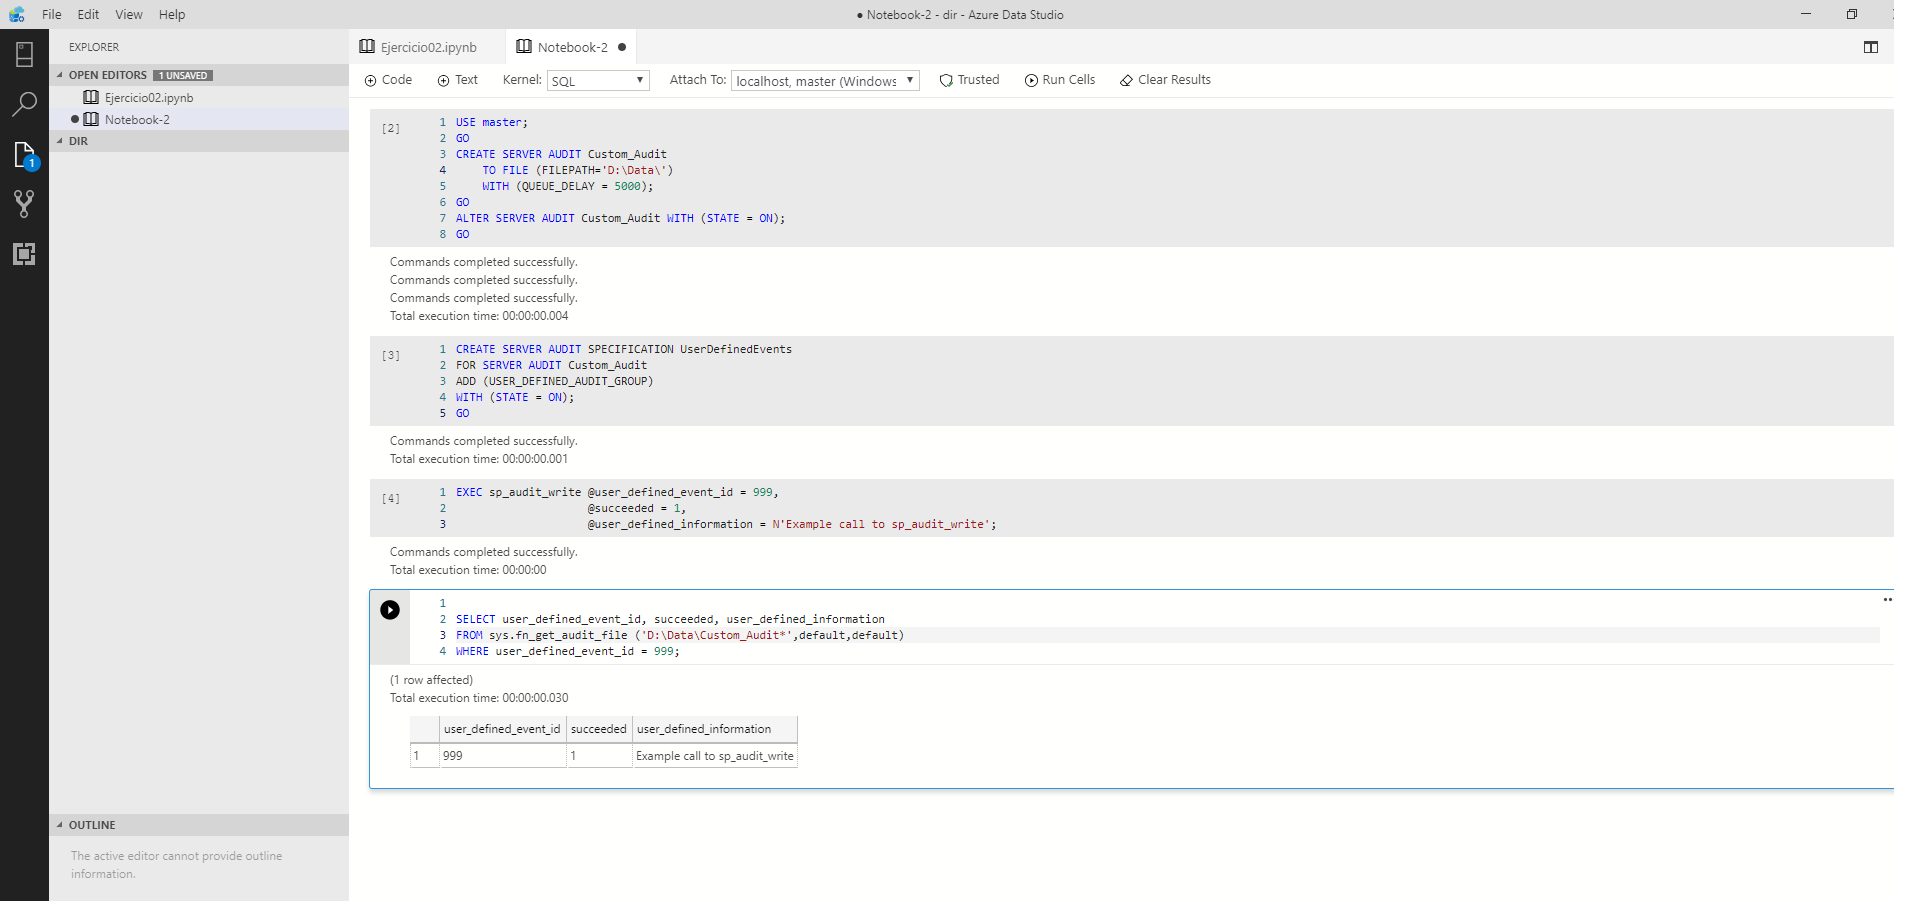 File Edit View Help
● Notebook-2 - dir - Azure Data Studio
EXPLORER
OPEN EDITORS 1 UNSAVED
Ejercicio02.ipynb
● Notebook-2
DIR
1
OUTLINE
The active editor cannot provide outline
information.
Ejercicio02.ipynb
Notebook-2 ●
Code Text Kernel: SQL Attach To: localhost, master (Windows Trusted Run Cells Clear Results
[2]
1 USE master;
2 GO
3 CREATE SERVER AUDIT Custom_Audit
4 TO FILE (FILEPATH='D:\Data\')
5 WITH (QUEUE_DELAY = 5000);
6 GO
7 ALTER SERVER AUDIT Custom_Audit WITH (STATE = ON);
8 GO
Commands completed successfully.
Commands completed successfully.
Commands completed successfully.
Total execution time: 00:00:00.004
[3]
1 CREATE SERVER AUDIT SPECIFICATION UserDefinedEvents
2 FOR SERVER AUDIT Custom_Audit
3 ADD (USER_DEFINED_AUDIT_GROUP)
4 WITH (STATE = ON);
5 GO
Commands completed successfully.
Total execution time: 00:00:00.001
[4]
1 EXEC sp_audit_write @user_defined_event_id = 999,
2 @succeeded = 1,
3 @user_defined_information = N'Example call to sp_audit_write';
Commands completed successfully.
Total execution time: 00:00:00
1
2 SELECT user_defined_event_id, succeeded, user_defined_information
3 FROM sys.fn_get_audit_file ('D:\Data\Custom_Audit*',default,default)
4 WHERE user_defined_event_id = 999;
(1 row affected)
Total execution time: 00:00:00.030
user_defined_event_id succeeded user_defined_information
1 999 1 Example call to sp_audit_write